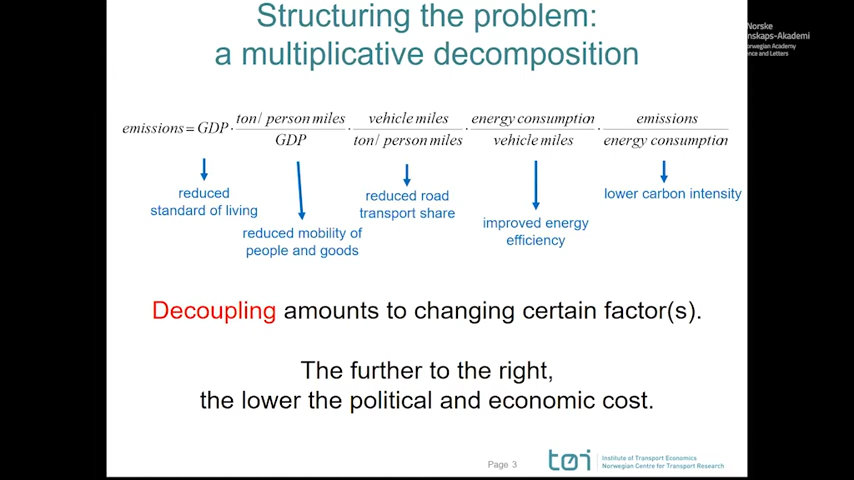 Structuring the problem:
a multiplicative decomposition
Norske
nskaps-Akademi
orwegian Academy
nce and Letters
emissions = GDP · ton/ person miles / GDP · vehicle miles / ton/ person miles · energy consumption / vehicle miles · emissions / energy consumption
reduced
standard of living
reduced mobility of
people and goods
reduced road
transport share
improved energy
efficiency
lower carbon intensity
Decoupling amounts to changing certain factor(s).
The further to the right,
the lower the political and economic cost.
Page 3
tøi
Institute of Transport Economics
Norwegian Centre for Transport Research